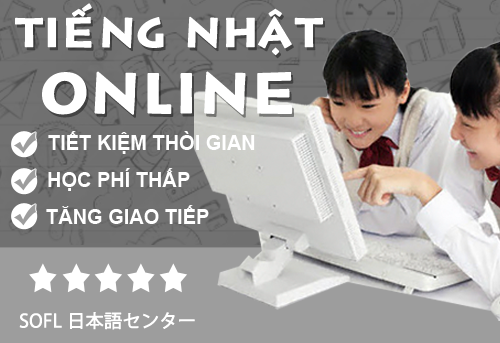 TIẾNG NHẬT
ONLINE
TIẾT KIỆM THỜI GIAN
HỌC PHÍ THẤP
TĂNG GIAO TIẾP
SOFL 日本語センター